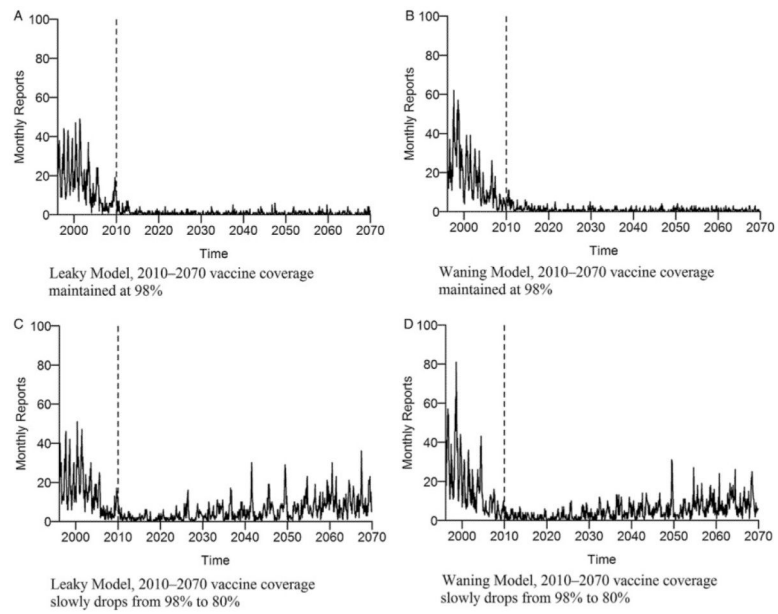 A
100
80
60
40
20
0
Monthly Reports
2000 2010 2020 2030 2040 2050 2060 2070
Time
Leaky Model, 2010–2070 vaccine coverage
maintained at 98%
B
100
80
60
40
20
0
Monthly Reports
2000 2010 2020 2030 2040 2050 2060 2070
Time
Waning Model, 2010–2070 vaccine coverage
maintained at 98%
C
100
80
60
40
20
0
Monthly Reports
2000 2010 2020 2030 2040 2050 2060 2070
Time
Leaky Model, 2010–2070 vaccine coverage
slowly drops from 98% to 80%
D
100
80
60
40
20
0
Monthly Reports
2000 2010 2020 2030 2040 2050 2060 2070
Time
Waning Model, 2010–2070 vaccine coverage
slowly drops from 98% to 80%